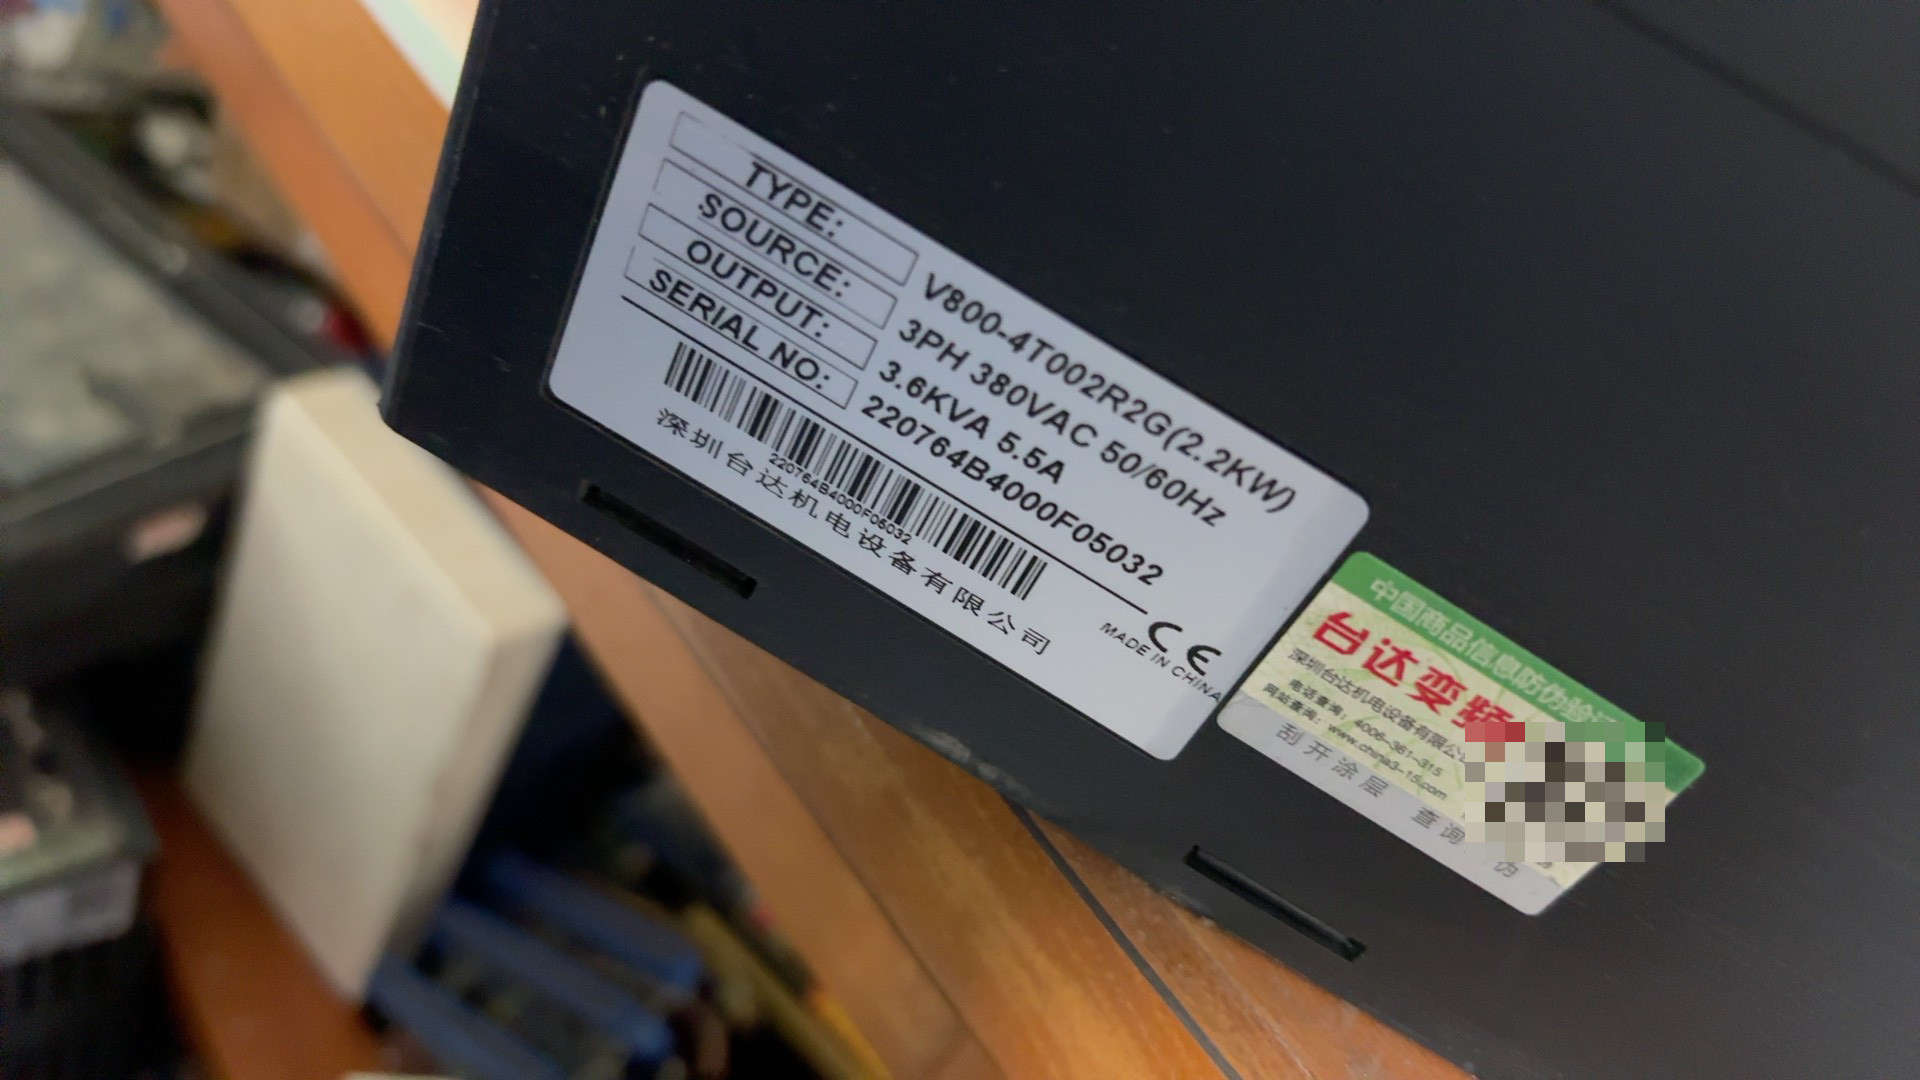 TYPE: V800-4T002R2G(2.2KW)
SOURCE: 3PH 380VAC 50/60Hz
OUTPUT: 3.6KVA 5.5A
SERIAL NO: 220764B4000F05032
220764B4000F05032
深圳台达机电设备有限公司
CE
MADE IN CHINA
中国商品信息防伪验证
台达变频
深圳台达机电设备有限公
电话查询：4006-361-315
网站查询：www.china3-15.com
刮开涂层 查询
伪